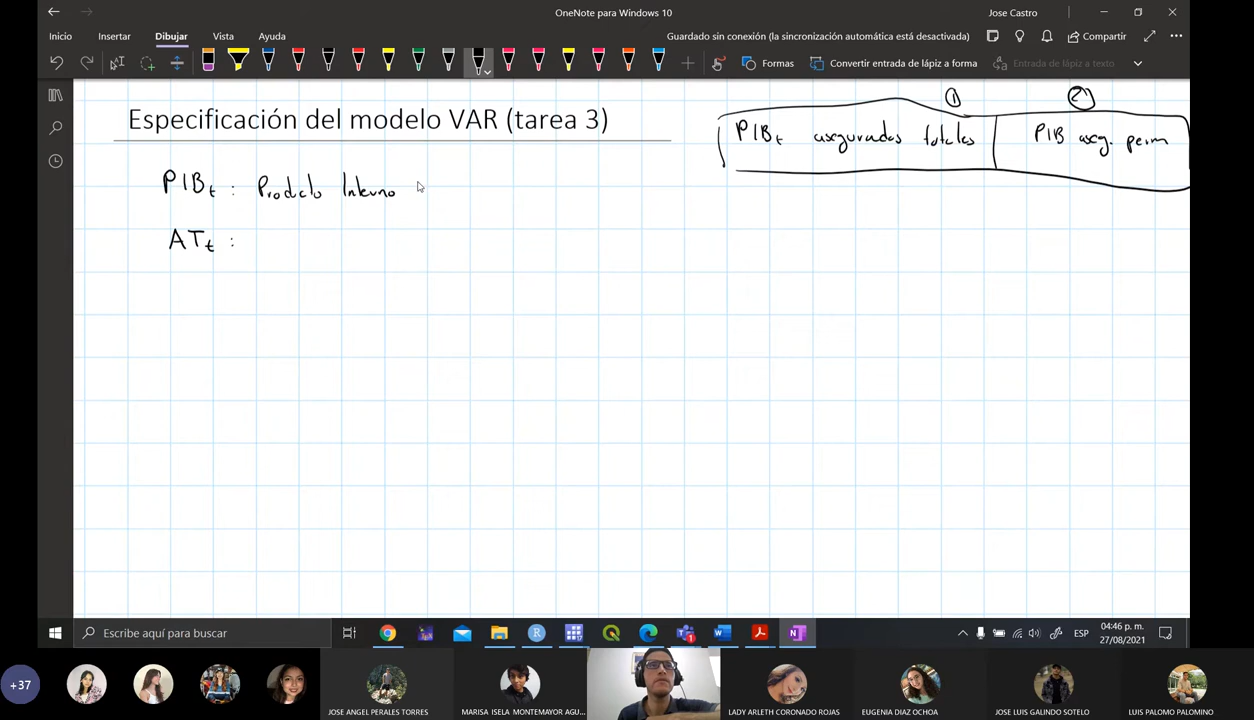 OneNote para Windows 10
Jose Castro
Inicio Insertar Dibujar Vista Ayuda
Guardado sin conexión (la sincronización automática está desactivada)
Compartir
Formas
Convertir entrada de lápiz a forma
Entrada de lápiz a texto
Especificación del modelo VAR (tarea 3)
1 2
PIBt asegurados totales PIB aseg. perm
PIBt : Producto Interno
ATt :
Escribe aquí para buscar
ESP
04:46 p. m.
27/08/2021
+37
JOSE ANGEL PERALES TORRES
MARISA ISELA MONTEMAYOR AGU...
LADY ARLETH CORONADO ROJAS
EUGENIA DIAZ OCHOA
JOSE LUIS GALINDO SOTELO
LUIS PALOMO PALOMINO